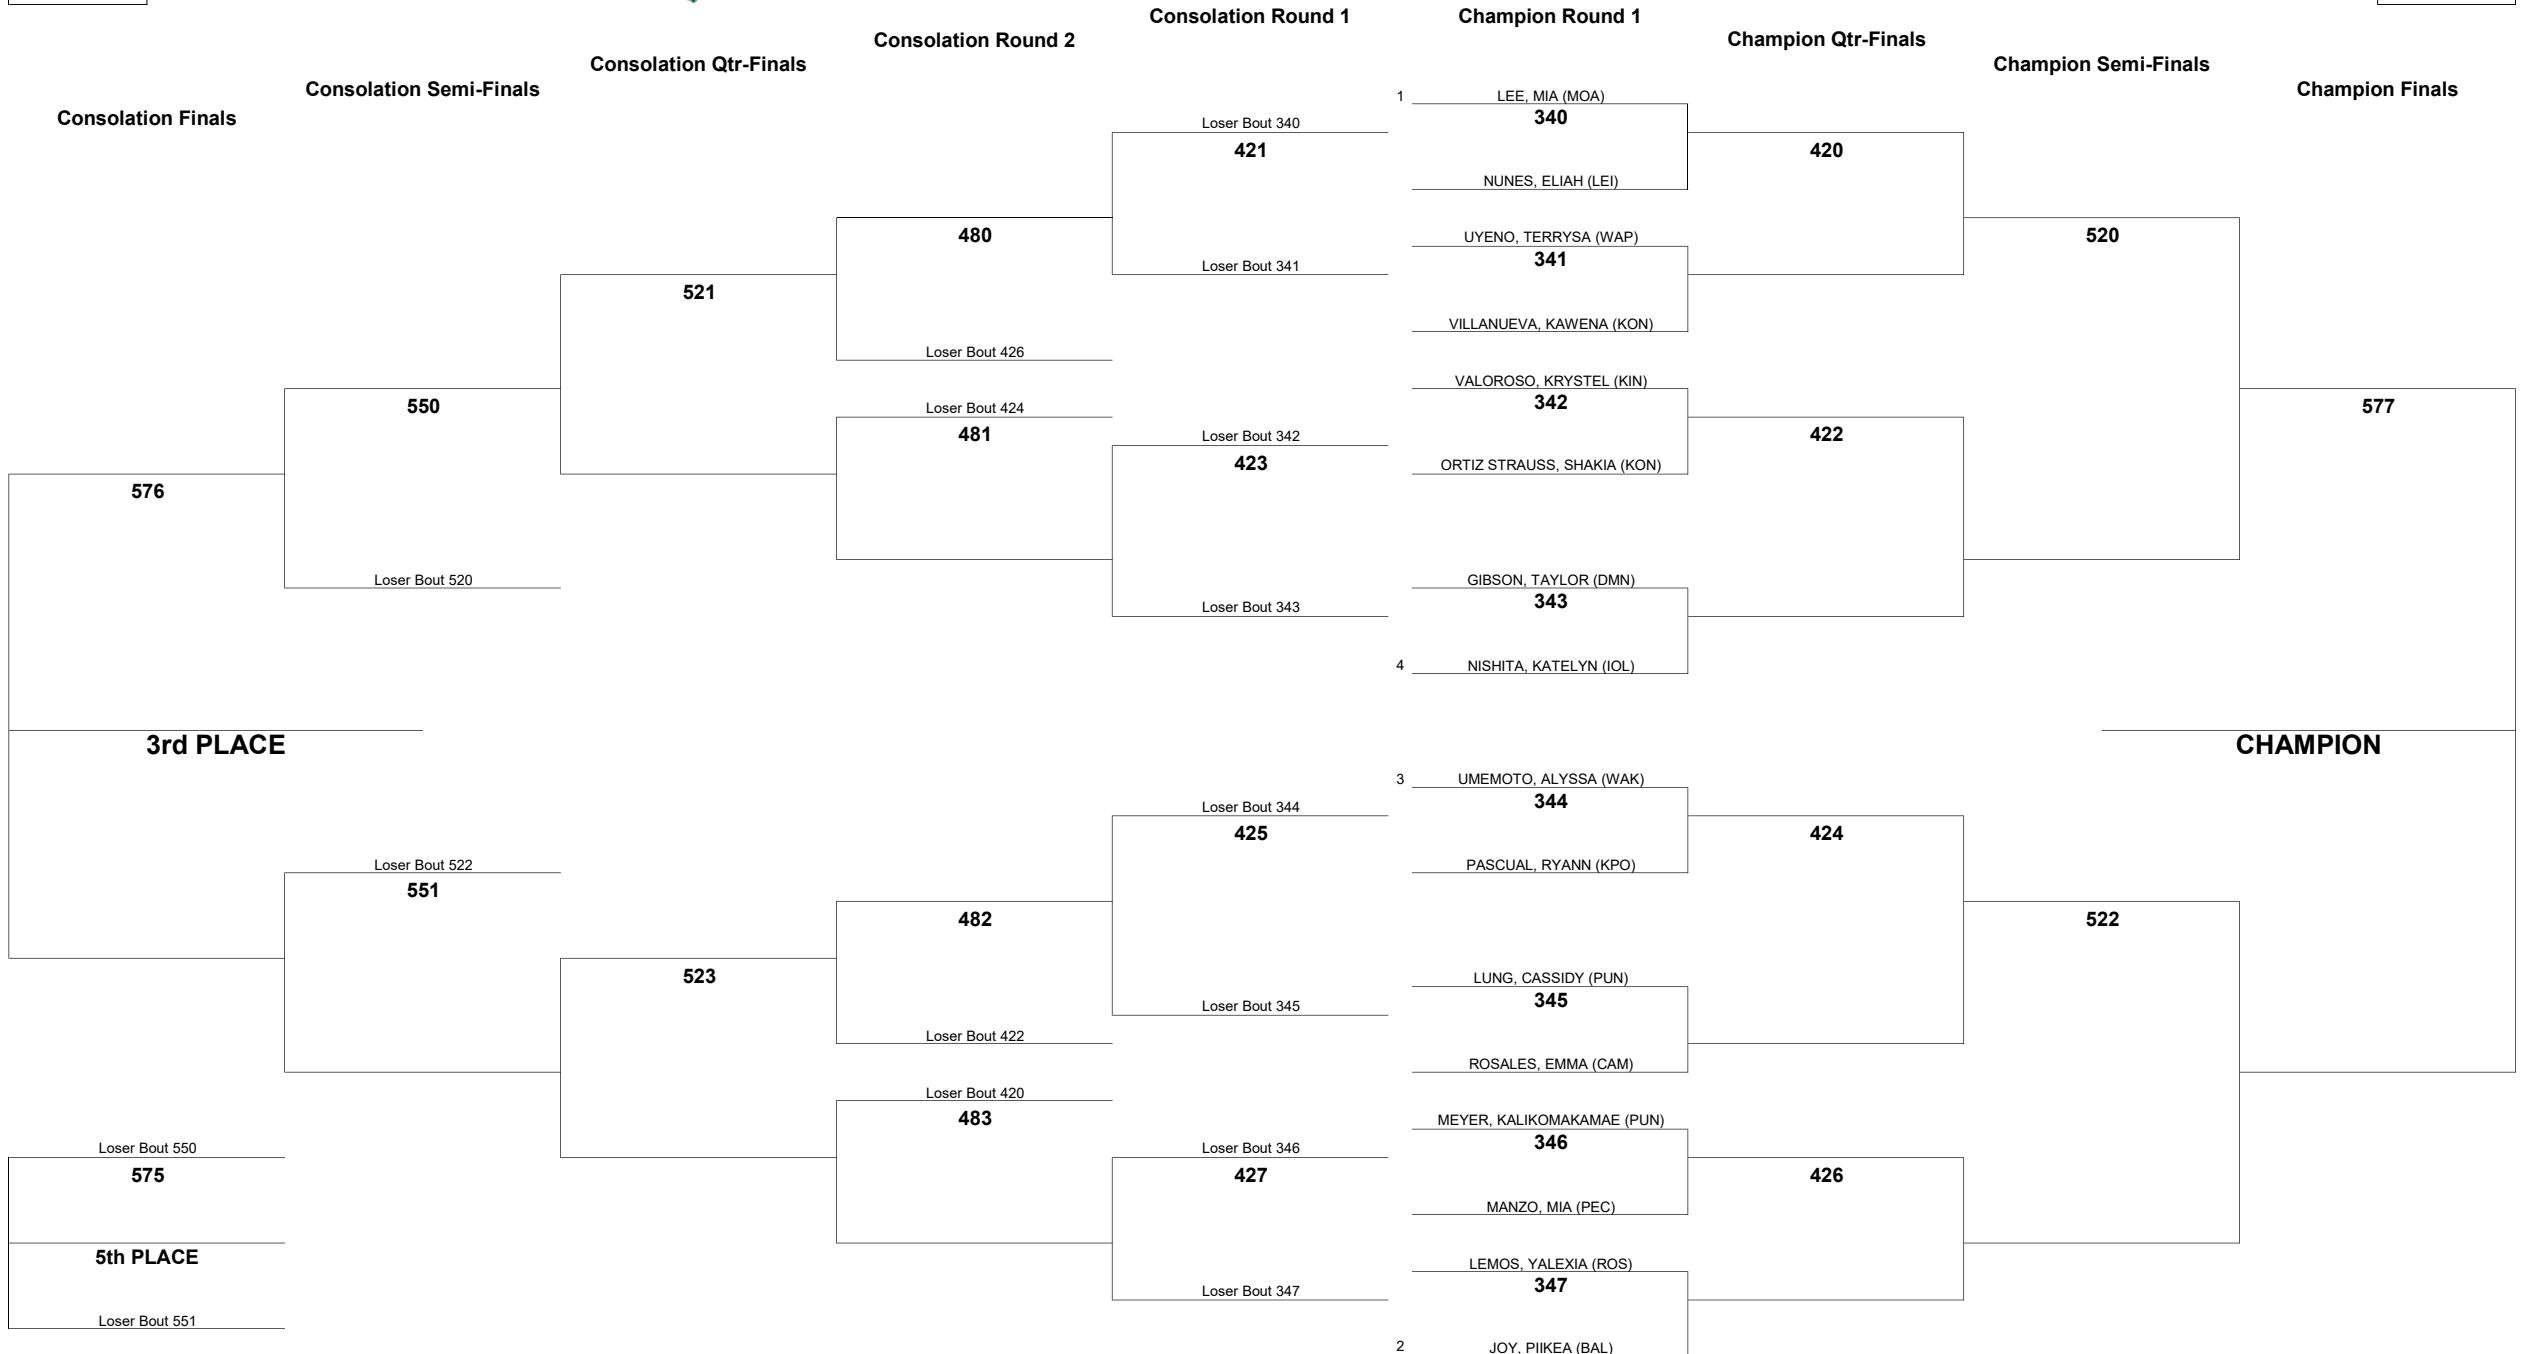 Consolation Round 1
Champion Round 1
Consolation Round 2
Champion Qtr-Finals
Consolation Qtr-Finals
Champion Semi-Finals
Consolation Semi-Finals
Champion Finals
Consolation Finals
1 LEE, MIA (MOA)
340
Loser Bout 340
421
420
NUNES, ELIAH (LEI)
480
UYENO, TERRYSA (WAP)
520
341
Loser Bout 341
521
VILLANUEVA, KAWENA (KON)
Loser Bout 426
VALOROSO, KRYSTEL (KIN)
342
550
Loser Bout 424
577
481
Loser Bout 342
422
423
ORTIZ STRAUSS, SHAKIA (KON)
576
Loser Bout 520
GIBSON, TAYLOR (DMN)
343
Loser Bout 343
4 NISHITA, KATELYN (IOL)
3rd PLACE
CHAMPION
3 UMEMOTO, ALYSSA (WAK)
344
Loser Bout 344
425
424
Loser Bout 522
PASCUAL, RYANN (KPO)
551
482
522
523
LUNG, CASSIDY (PUN)
345
Loser Bout 345
Loser Bout 422
ROSALES, EMMA (CAM)
Loser Bout 420
483
MEYER, KALIKOMAKAMAE (PUN)
346
Loser Bout 550
Loser Bout 346
575
427
426
MANZO, MIA (PEC)
5th PLACE
LEMOS, YALEXIA (ROS)
347
Loser Bout 347
Loser Bout 551
2 JOY, PIIKEA (BAL)